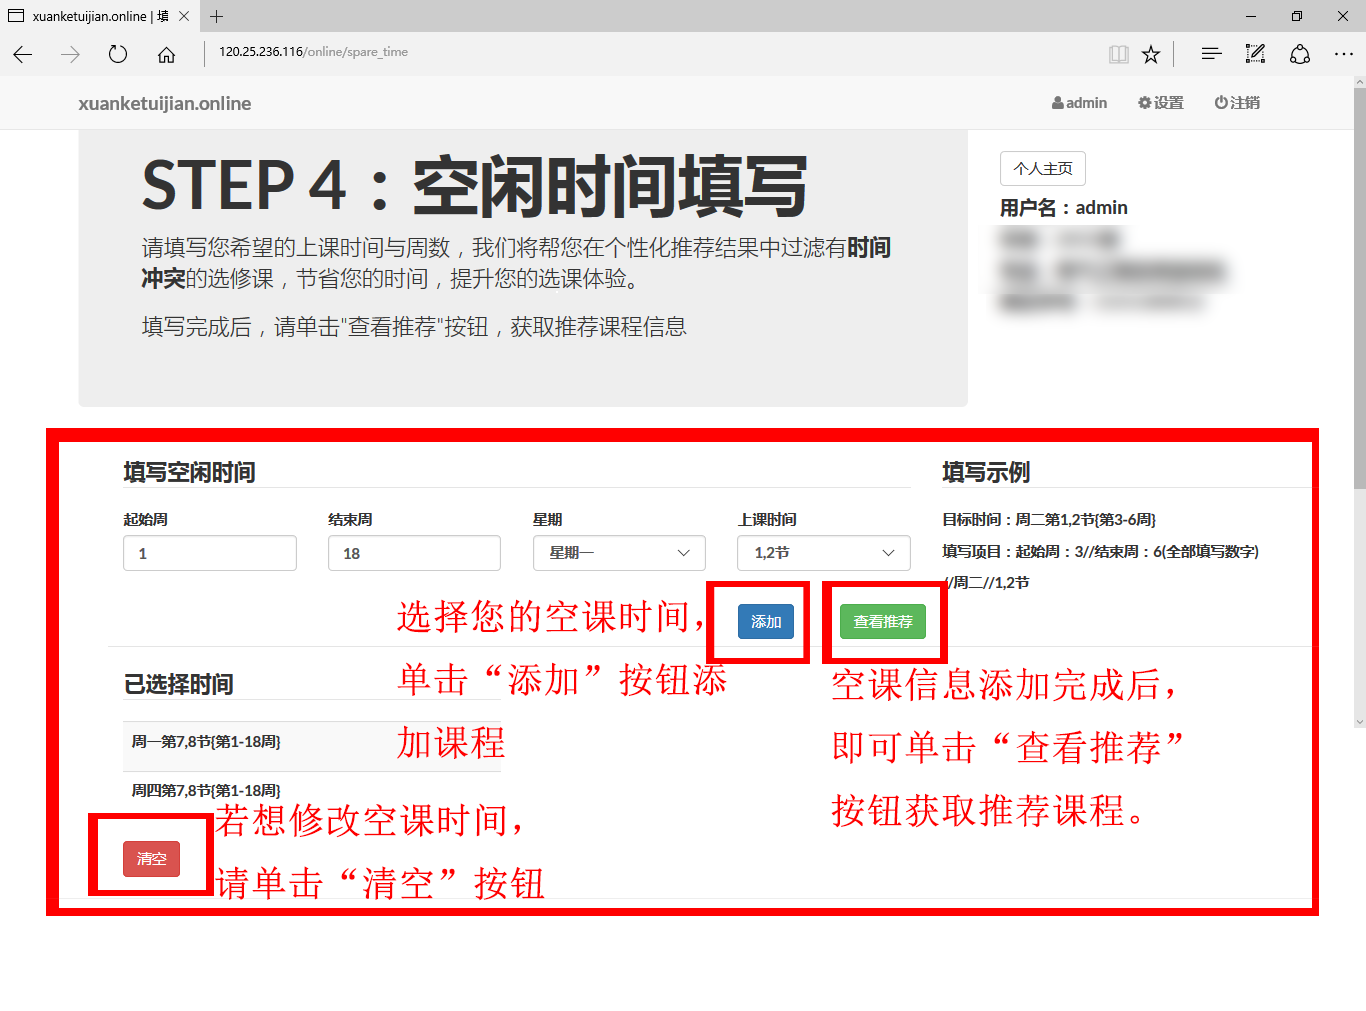 xuanketuijian.online | 填
120.25.236.116/online/spare_time
xuanketuijian.online
admin
设置
注销
STEP 4：空闲时间填写
请填写您希望的上课时间与周数，我们将帮您在个性化推荐结果中过滤有时间
冲突的选修课，节省您的时间，提升您的选课体验。
填写完成后，请单击"查看推荐"按钮，获取推荐课程信息
个人主页
用户名：admin
填写空闲时间
起始周
结束周
星期
上课时间
1
18
星期一
1,2节
添加
查看推荐
填写示例
目标时间：周二第1,2节{第3-6周}
填写项目：起始周：3//结束周：6(全部填写数字)
//周二//1,2节
选择您的空课时间，
单击“添加”按钮添
加课程
空课信息添加完成后，
即可单击“查看推荐”
按钮获取推荐课程。
已选择时间
周一第7,8节{第1-18周}
周四第7,8节{第1-18周}
清空
若想修改空课时间，
请单击“清空”按钮